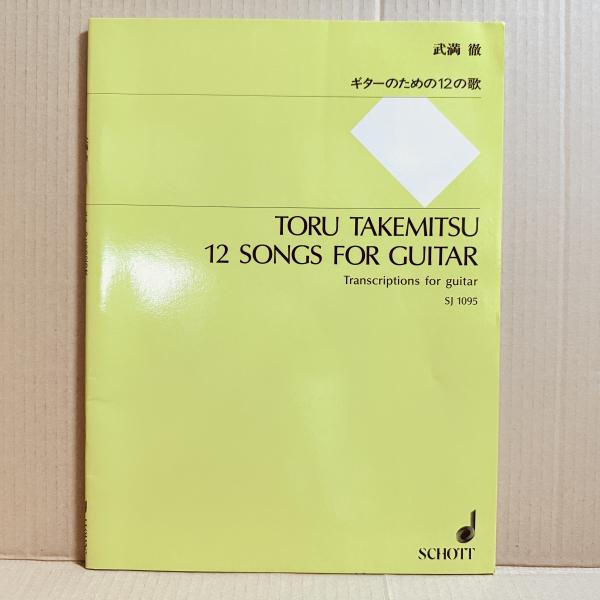 武満 徹
ギターのための12の歌
TORU TAKEMITSU
12 SONGS FOR GUITAR
Transcriptions for guitar
SJ 1095
SCHOTT